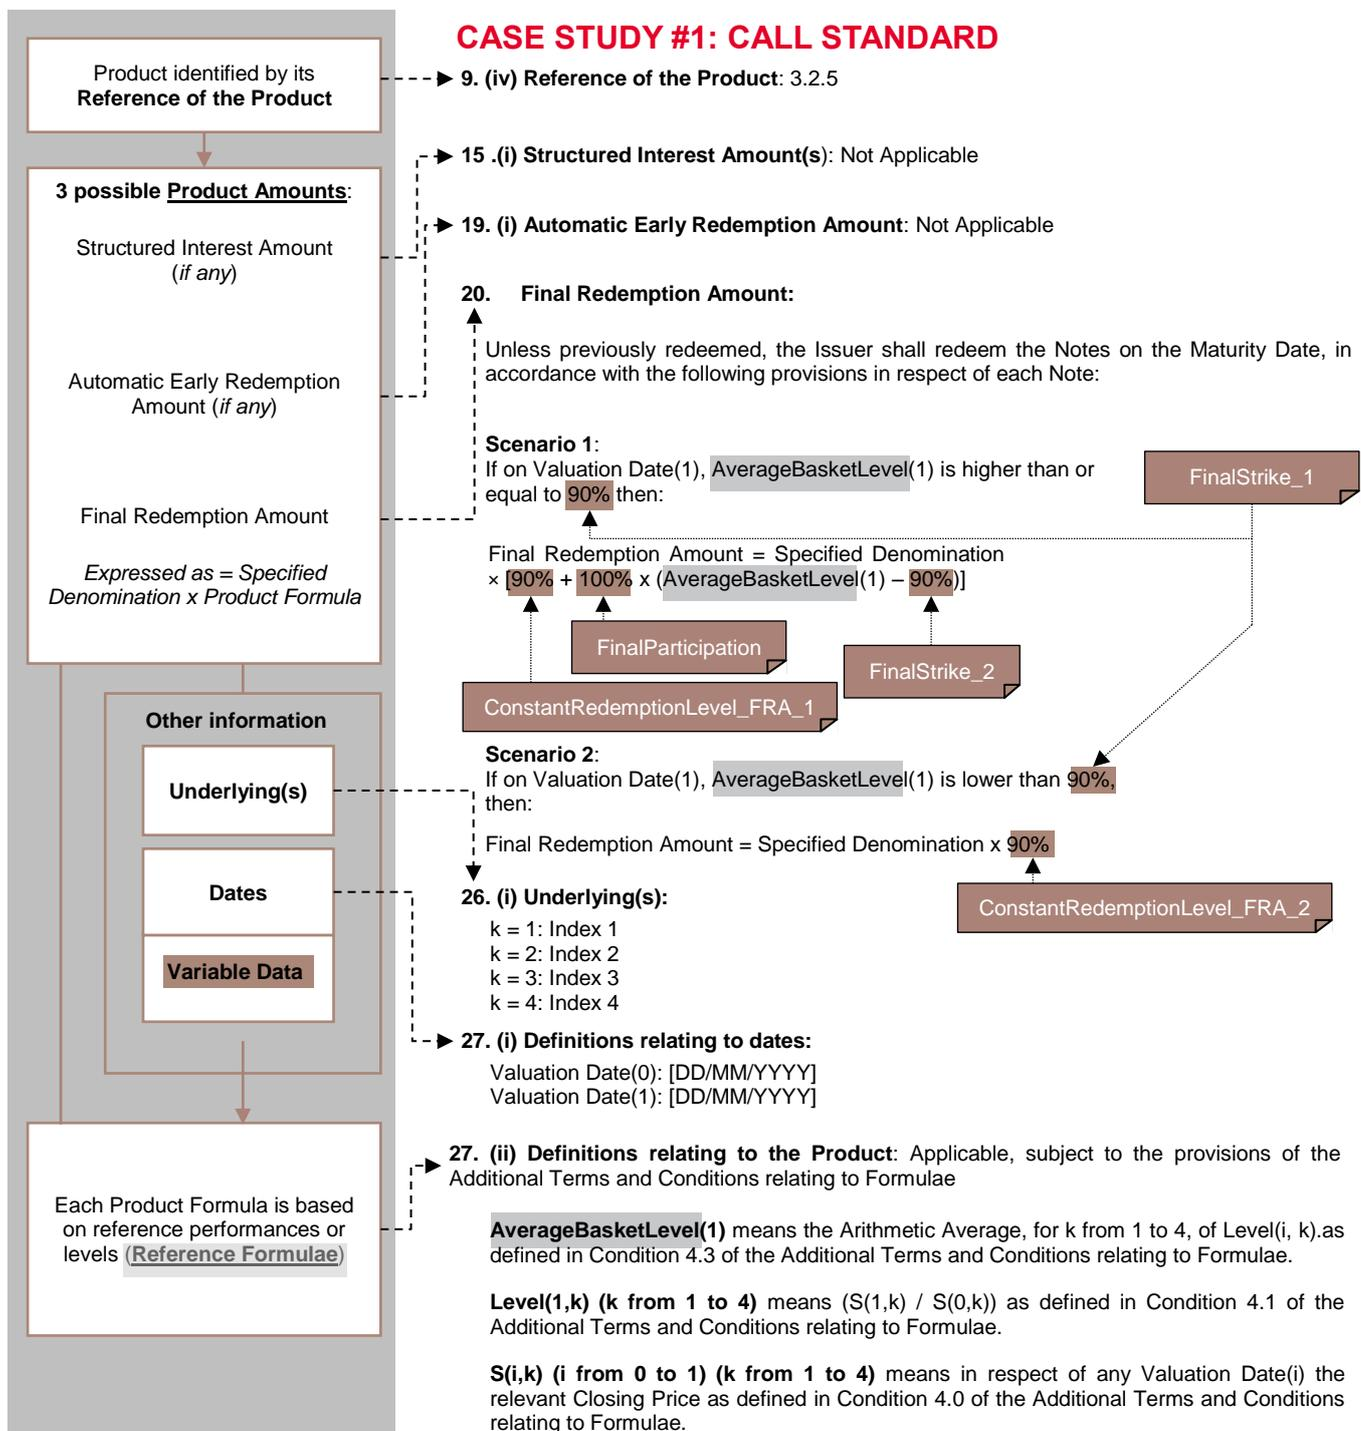 CASE STUDY #1: CALL STANDARD
Product identified by its
Reference of the Product
9. (iv) Reference of the Product: 3.2.5
3 possible Product Amounts:
Structured Interest Amount
(if any)
Automatic Early Redemption
Amount (if any)
Final Redemption Amount
Expressed as = Specified
Denomination x Product Formula
15 .(i) Structured Interest Amount(s): Not Applicable
19. (i) Automatic Early Redemption Amount: Not Applicable
20. Final Redemption Amount:
Unless previously redeemed, the Issuer shall redeem the Notes on the Maturity Date, in
accordance with the following provisions in respect of each Note:
Scenario 1:
If on Valuation Date(1), AverageBasketLevel(1) is higher than or
equal to 90% then:
FinalStrike_1
Final Redemption Amount = Specified Denomination
× [90% + 100% x (AverageBasketLevel(1) – 90%)]
FinalParticipation
FinalStrike_2
ConstantRedemptionLevel_FRA_1
Scenario 2:
If on Valuation Date(1), AverageBasketLevel(1) is lower than 90%,
then:
Final Redemption Amount = Specified Denomination x 90%
ConstantRedemptionLevel_FRA_2
Other information
Underlying(s)
Dates
Variable Data
26. (i) Underlying(s):
k = 1: Index 1
k = 2: Index 2
k = 3: Index 3
k = 4: Index 4
27. (i) Definitions relating to dates:
Valuation Date(0): [DD/MM/YYYY]
Valuation Date(1): [DD/MM/YYYY]
Each Product Formula is based
on reference performances or
levels (Reference Formulae)
27. (ii) Definitions relating to the Product: Applicable, subject to the provisions of the
Additional Terms and Conditions relating to Formulae
AverageBasketLevel(1) means the Arithmetic Average, for k from 1 to 4, of Level(i, k).as
defined in Condition 4.3 of the Additional Terms and Conditions relating to Formulae.
Level(1,k) (k from 1 to 4) means (S(1,k) / S(0,k)) as defined in Condition 4.1 of the
Additional Terms and Conditions relating to Formulae.
S(i,k) (i from 0 to 1) (k from 1 to 4) means in respect of any Valuation Date(i) the
relevant Closing Price as defined in Condition 4.0 of the Additional Terms and Conditions
relating to Formulae.